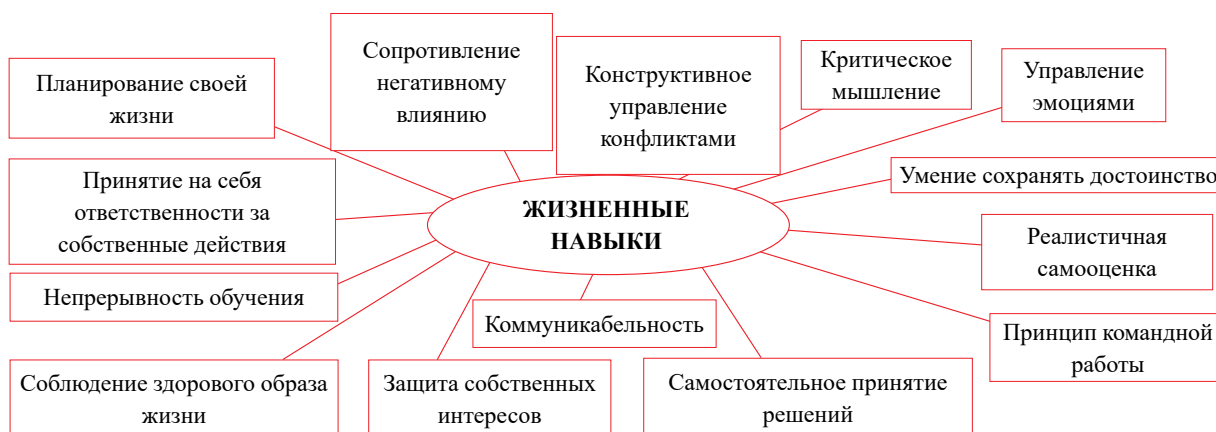 Планирование своей
жизни
Сопротивление
негативному
влиянию
Конструктивное
управление
конфликтами
Критическое
мышление
Управление
эмоциями
Принятие на себя
ответственности за
собственные действия
ЖИЗНЕННЫЕ
НАВЫКИ
Умение сохранять достоинство
Реалистичная
самооценка
Непрерывность обучения
Коммуникабельность
Принцип командной
работы
Соблюдение здорового образа
жизни
Защита собственных
интересов
Самостоятельное принятие
решений